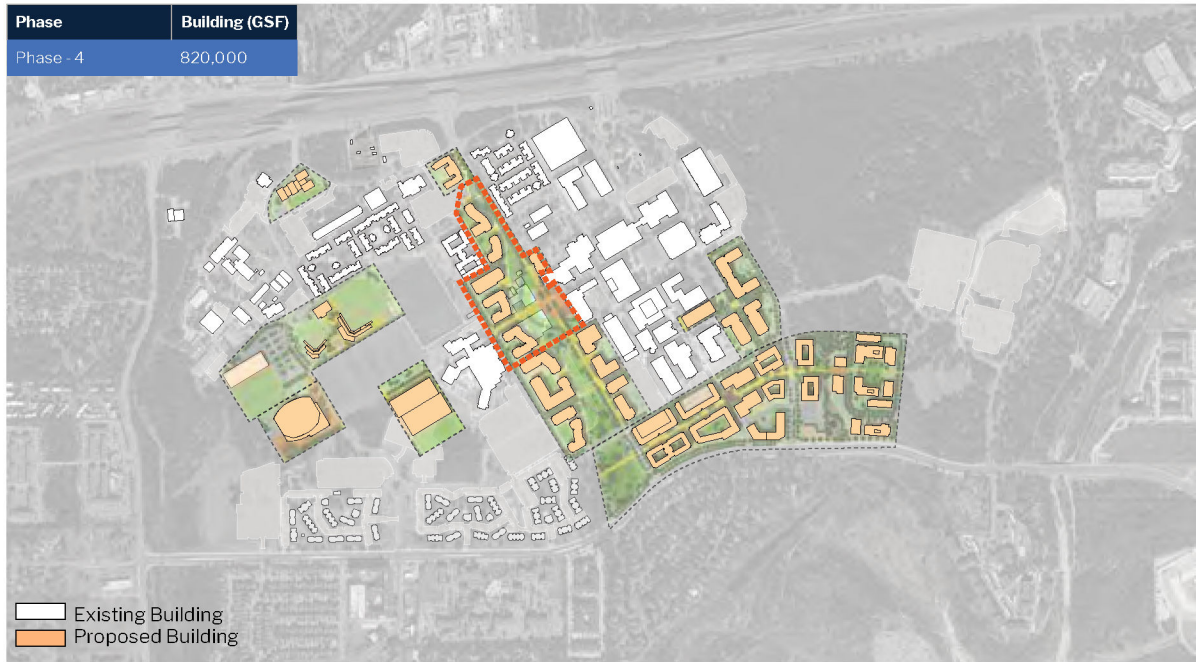 Phase Building (GSF)
Phase - 4 820,000
Existing Building
Proposed Building